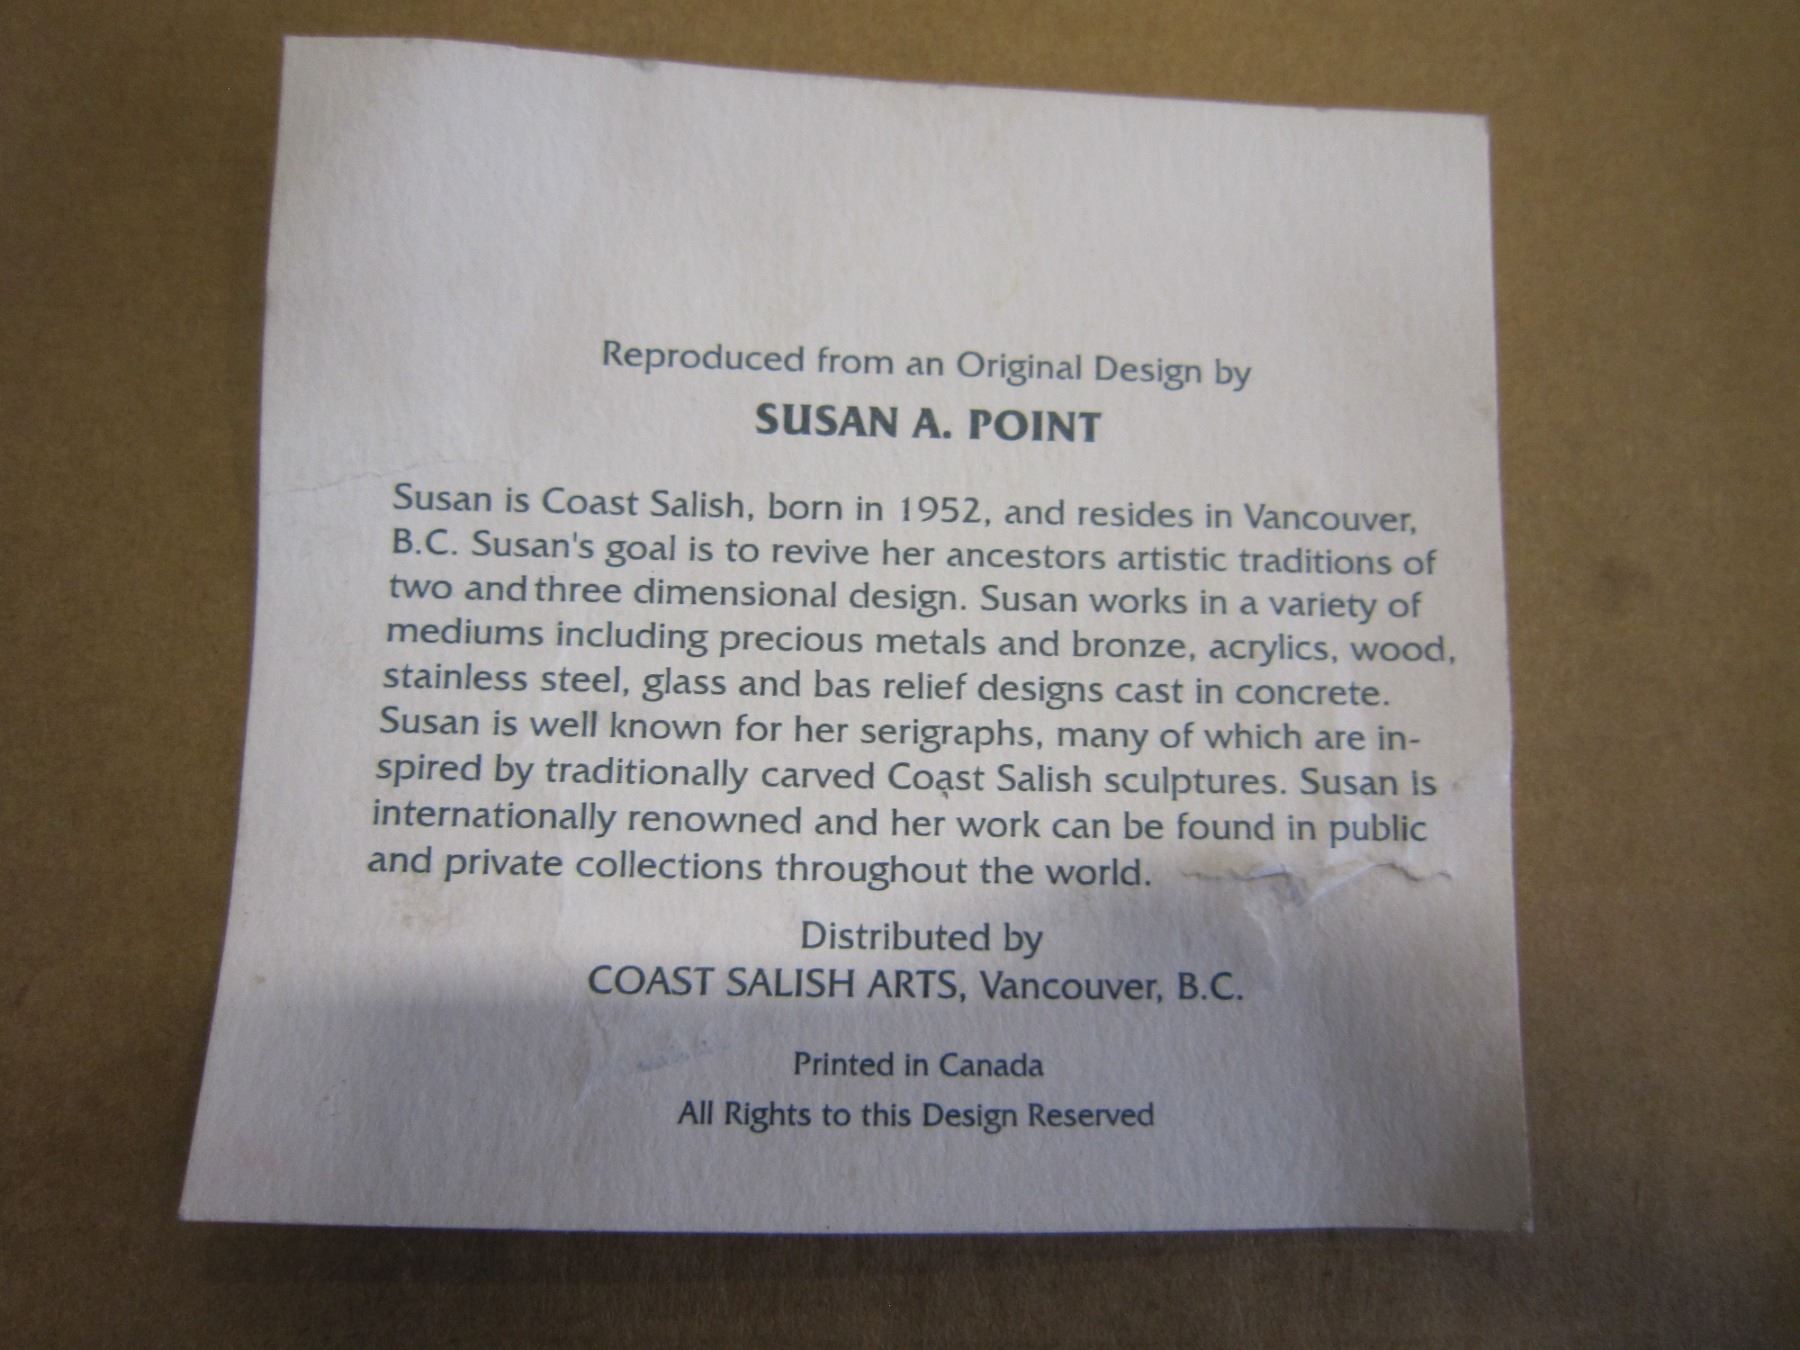 Reproduced from an Original Design by
SUSAN A. POINT
Susan is Coast Salish, born in 1952, and resides in Vancouver,
B.C. Susan's goal is to revive her ancestors artistic traditions of
two and three dimensional design. Susan works in a variety of
mediums including precious metals and bronze, acrylics, wood,
stainless steel, glass and bas relief designs cast in concrete.
Susan is well known for her serigraphs, many of which are in-
spired by traditionally carved Coast Salish sculptures. Susan is
internationally renowned and her work can be found in public
and private collections throughout the world.
Distributed by
COAST SALISH ARTS, Vancouver, B.C.
Printed in Canada
All Rights to this Design Reserved